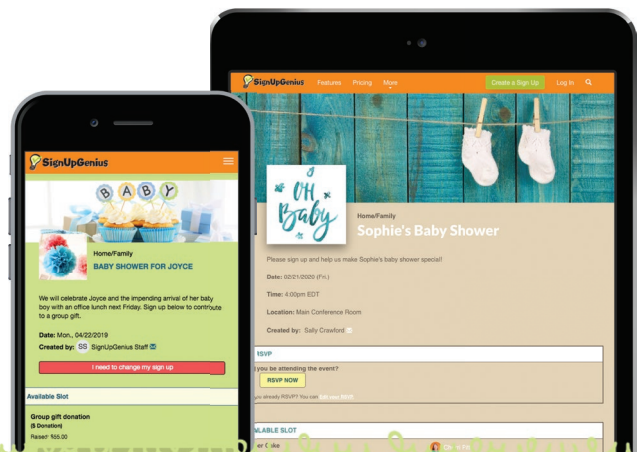 SignUpGenius
B A B Y
Home/Family
BABY SHOWER FOR JOYCE
We will celebrate Joyce and the impending arrival of her baby
boy with an office lunch next Friday. Sign up below to contribute
to a group gift.
Date: Mon., 04/22/2019
Created by: SS SignUpGenius Staff
I need to change my sign up
Available Slot
Group gift donation
($ Donation)
Raised: $55.00
SignUpGenius Features Pricing More Create a Sign Up Log In
OH
Baby
Home/Family
Sophie's Baby Shower
Please sign up and help us make Sophie's baby shower special!
Date: 02/21/2020 (Fri.)
Time: 4:00pm EDT
Location: Main Conference Room
Created by: Sally Crawford
RSVP
you be attending the event?
RSVP NOW
you already RSVP? You can edit your RSVP
AILABLE SLOT